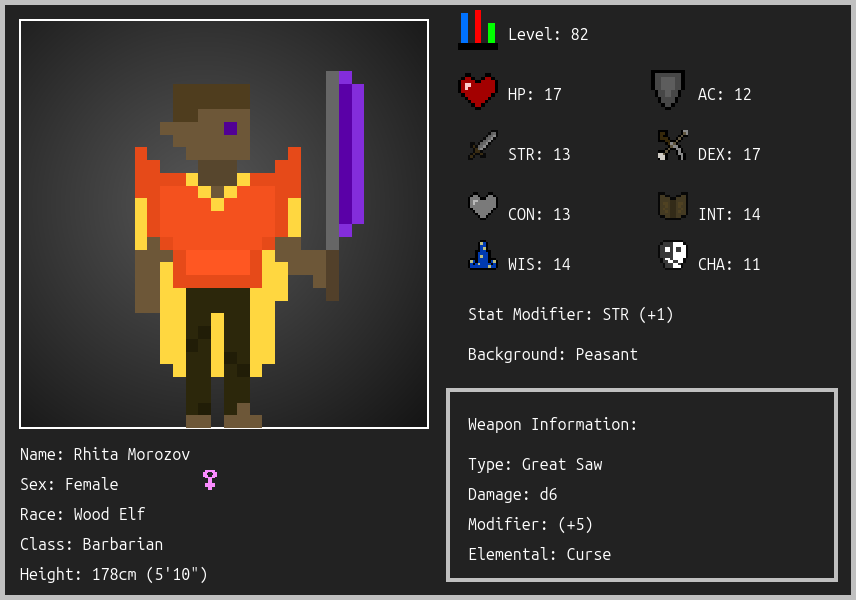 Level: 82
HP: 17
AC: 12
STR: 13
DEX: 17
CON: 13
INT: 14
WIS: 14
CHA: 11
Stat Modifier: STR (+1)
Background: Peasant
Weapon Information:
Type: Great Saw
Damage: d6
Modifier: (+5)
Elemental: Curse
Name: Rhita Morozov
Sex: Female
Race: Wood Elf
Class: Barbarian
Height: 178cm (5'10")